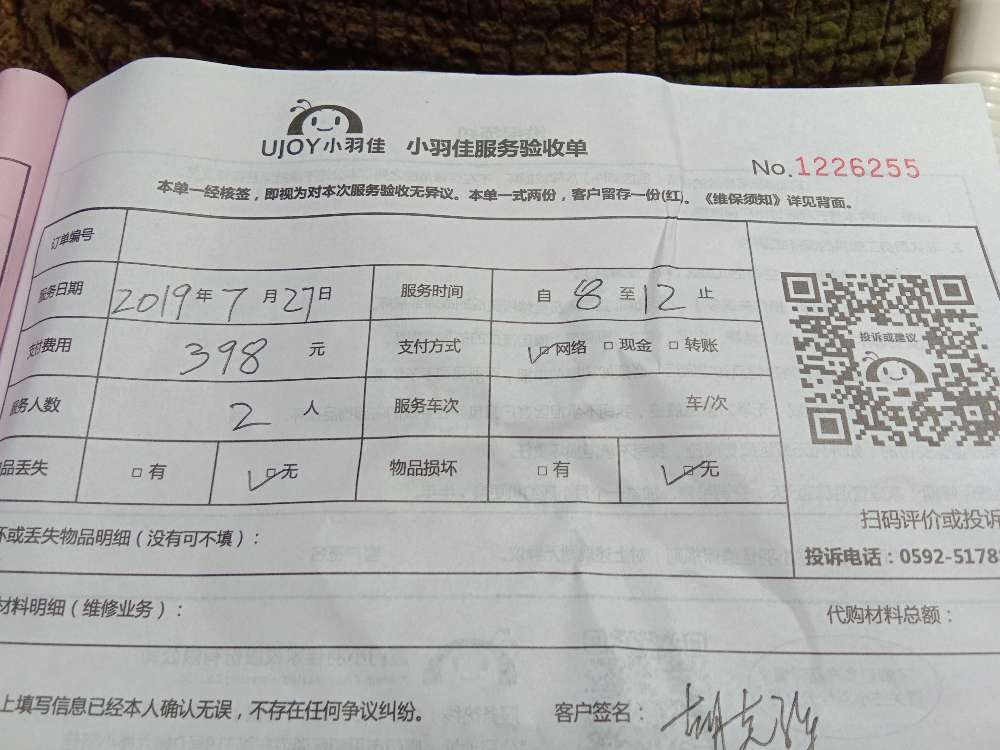 UJOY小羽佳 小羽佳服务验收单
No.1226255
本单一经核签，即视为对本次服务验收无异议。本单一式两份，客户留存一份(红)。《维保须知》详见背面。
订单编号
服务日期 2019年7月27日 服务时间 自8至12止
支付费用 398元 支付方式 ☑网络 □现金 □转账
服务人数 2人 服务车次 车/次
品丢失 □有 ☑无 物品损坏 □有 ☑无
投诉或建议
扫码评价或投诉
投诉电话：0592-5178
坏或丢失物品明细（没有可不填）：
材料明细（维修业务）： 代购材料总额：
上填写信息已经本人确认无误，不存在任何争议纠纷。 客户签名：